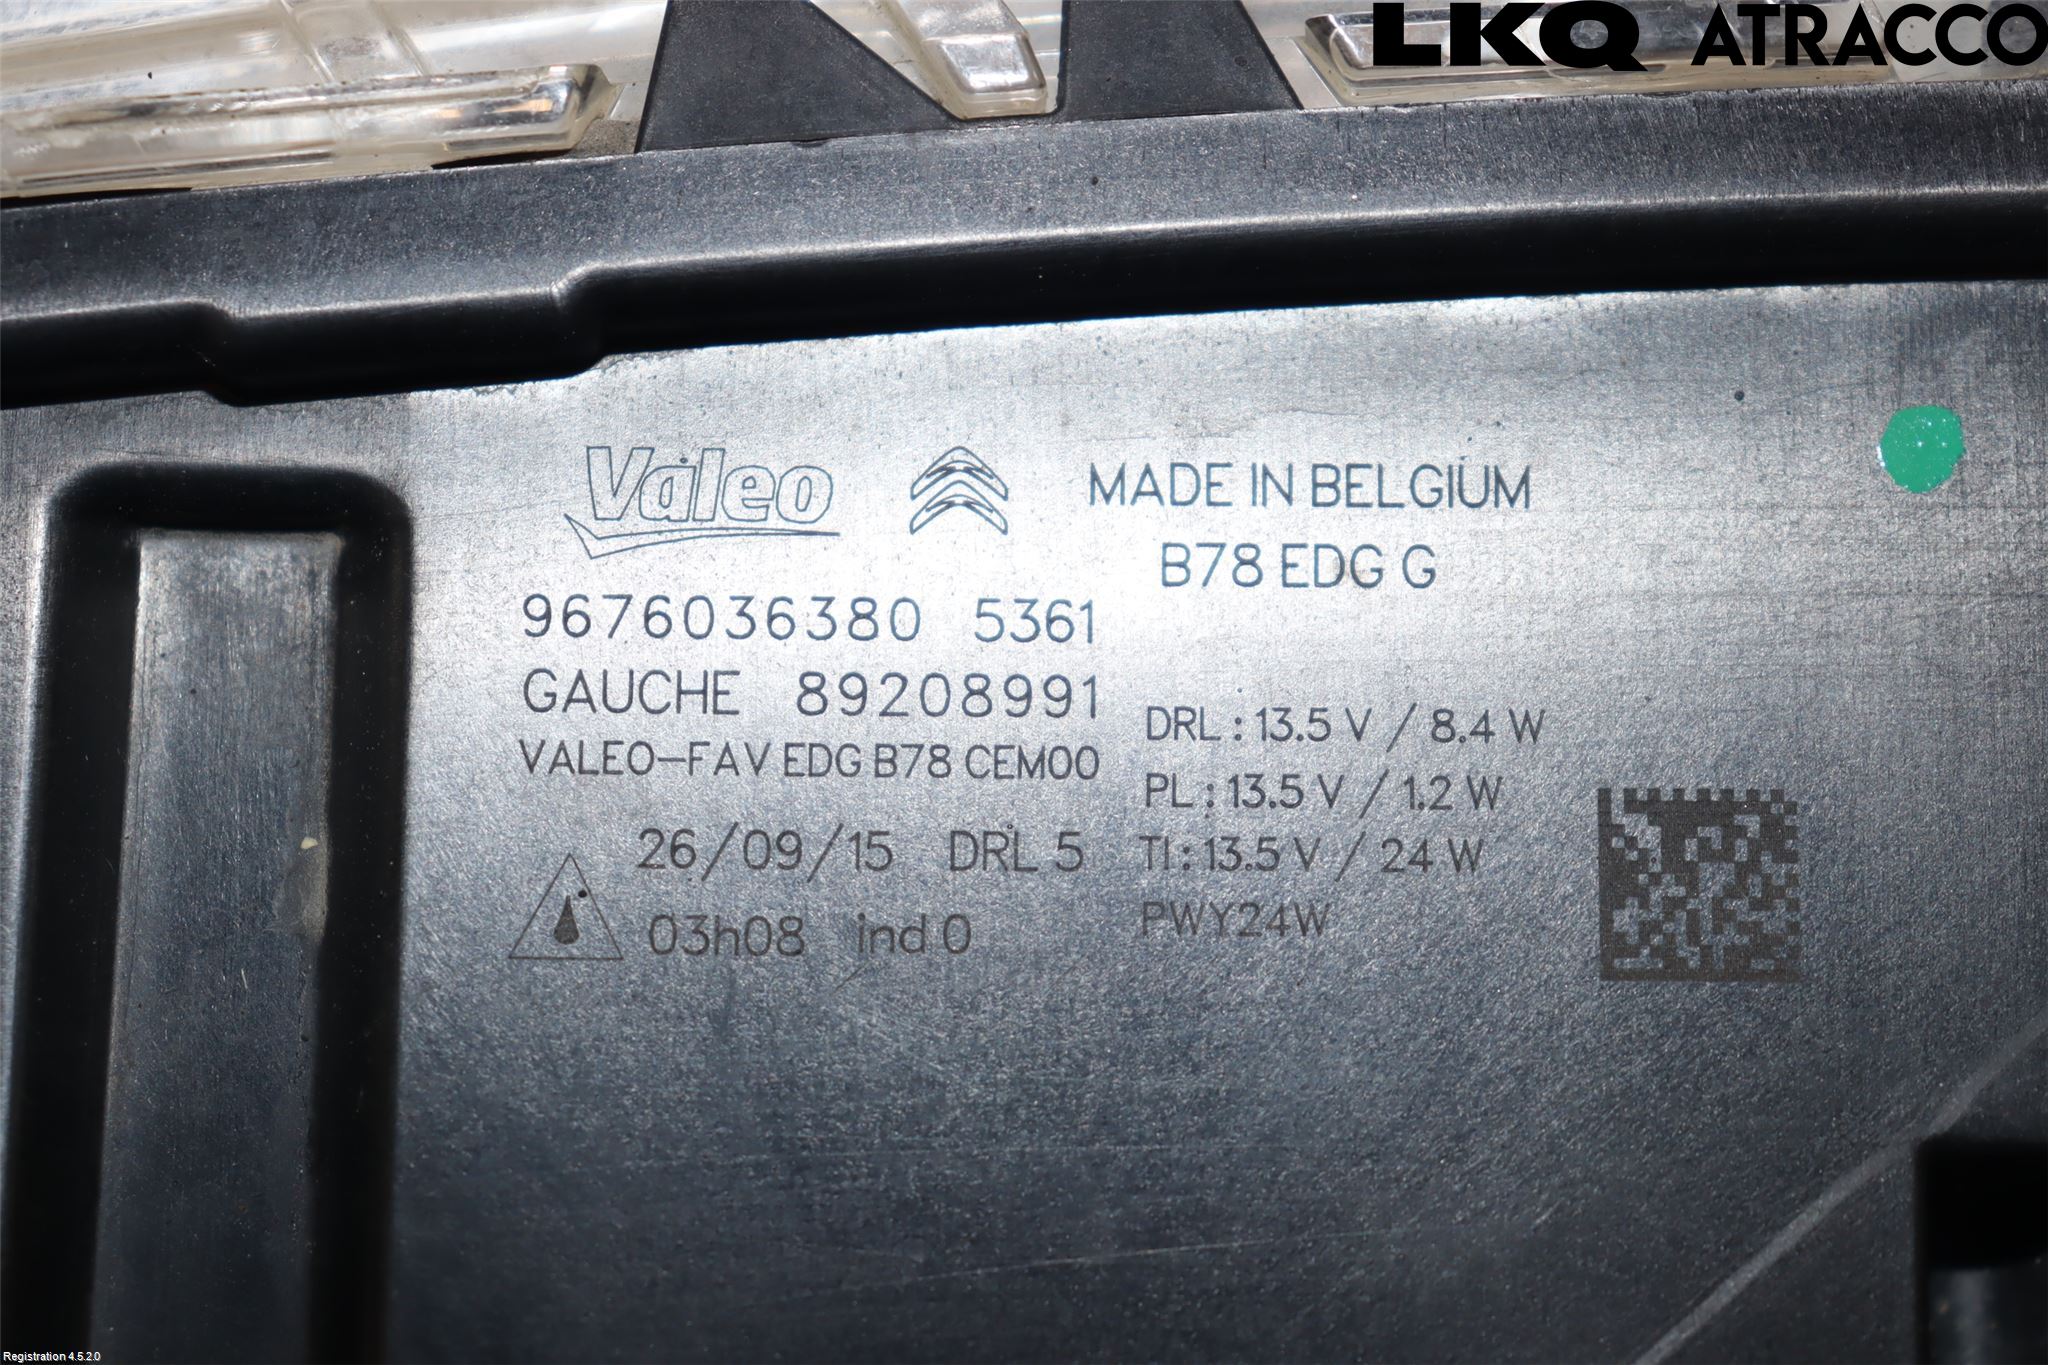 LKQ ATRACCO
Valeo MADE IN BELGIUM
B78 EDG G
9676036380 5361
GAUCHE 89208991
VALEO-FAV EDG B78 CEM00
26/09/15 DRL 5
03h08 ind 0
DRL : 13.5 V / 8.4 W
PL : 13.5 V / 1.2 W
TI : 13.5 V / 24 W
PWY24W
Registration 4.5.2.0